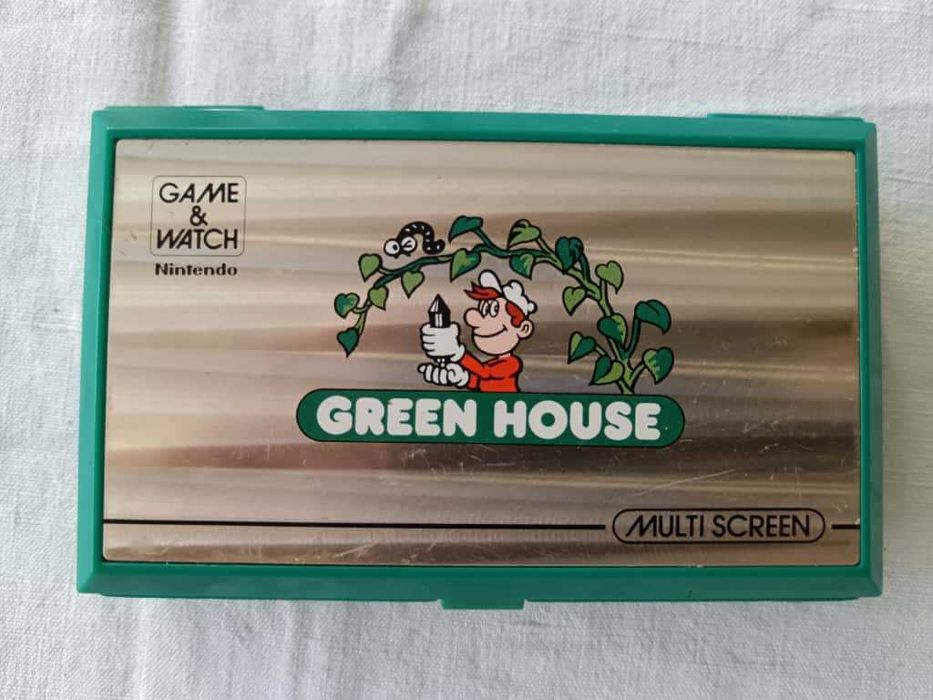 GAME
&
WATCH
Nintendo
GREEN HOUSE
MULTI SCREEN